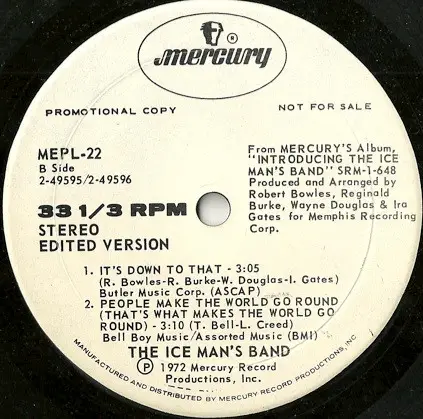 mercury ®
PROMOTIONAL COPY
NOT FOR SALE
MEPL-22
B Side
2-49595/2-49596
33 1/3 RPM
STEREO
EDITED VERSION
From MERCURY'S Album,
"INTRODUCING THE ICE
MAN'S BAND" SRM-1-648
Produced and Arranged by
Robert Bowles, Reginald
Burke, Wayne Douglas & Ira
Gates for Memphis Recording
Corp.
1. IT'S DOWN TO THAT - 3:05
(R. Bowles-R. Burke-W. Douglas-I. Gates)
Butler Music Corp. (ASCAP)
2. PEOPLE MAKE THE WORLD GO ROUND
(THAT'S WHAT MAKES THE WORLD GO
ROUND) - 3:10 (T. Bell-L. Creed)
Bell Boy Music/Assorted Music (BMI)
THE ICE MAN'S BAND
Ⓟ 1972 Mercury Record
Productions, Inc.
MANUFACTURED AND DISTRIBUTED BY MERCURY RECORD PRODUCTIONS, INC